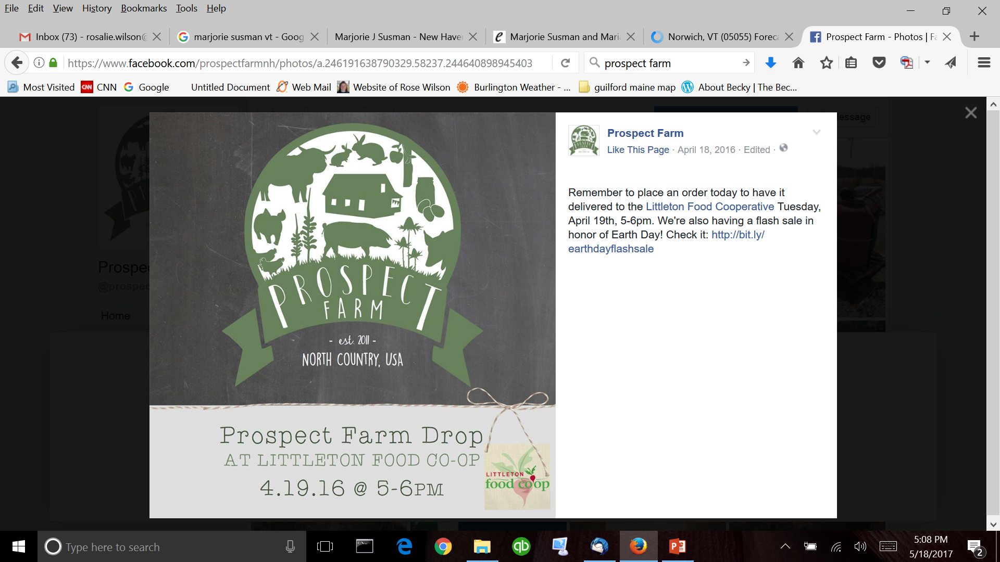 File Edit View History Bookmarks Tools Help
Inbox (73) - rosalie.wilson@
marjorie susman vt - Goog
Marjorie J Susman - New Haven
Marjorie Susman and Mari
Norwich, VT (05055) Foreca
Prospect Farm - Photos | Fa
https://www.facebook.com/prospectfarmnh/photos/a.246191638790329.58237.244640898945403
prospect farm
Most Visited CNN Google Untitled Document Web Mail Website of Rose Wilson Burlington Weather - ... guilford maine map About Becky | The Bec...
essage
Prospec
@prospec
Home
PROSPECT
FARM
- est. 2011 -
NORTH COUNTRY, USA
Prospect Farm Drop
AT LITTLETON FOOD CO-OP
4.19.16 @ 5-6PM
LITTLETON
food co op
Prospect Farm
Like This Page · April 18, 2016 · Edited ·
Remember to place an order today to have it
delivered to the Littleton Food Cooperative Tuesday,
April 19th, 5-6pm. We're also having a flash sale in
honor of Earth Day! Check it: http://bit.ly/
earthdayflashsale
Type here to search
5:08 PM
5/18/2017
2